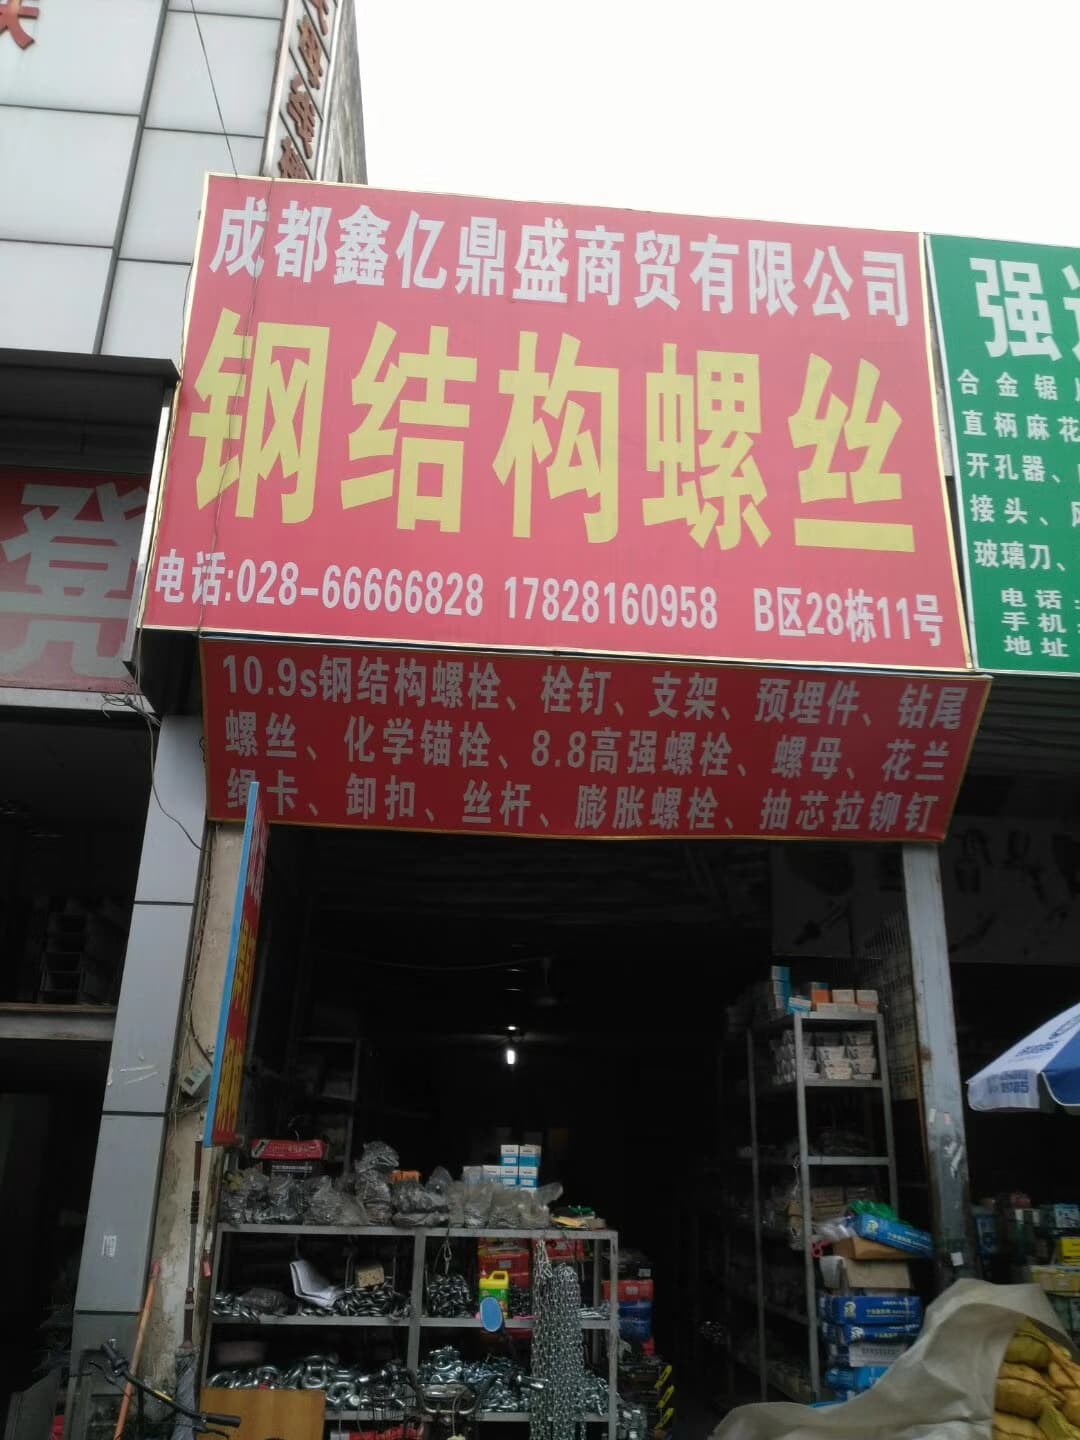 成都鑫亿鼎盛商贸有限公司
钢结构螺丝
电话:028-66666828 17828160958 B区28栋11号
10.9s钢结构螺栓、栓钉、支架、预埋件、钻尾
螺丝、化学锚栓、8.8高强螺栓、螺母、花兰
绳卡、卸扣、丝杆、膨胀螺栓、抽芯拉铆钉
强
合金锯
直柄麻花
开孔器、
接头、
玻璃刀、
电话
手机
地址
登